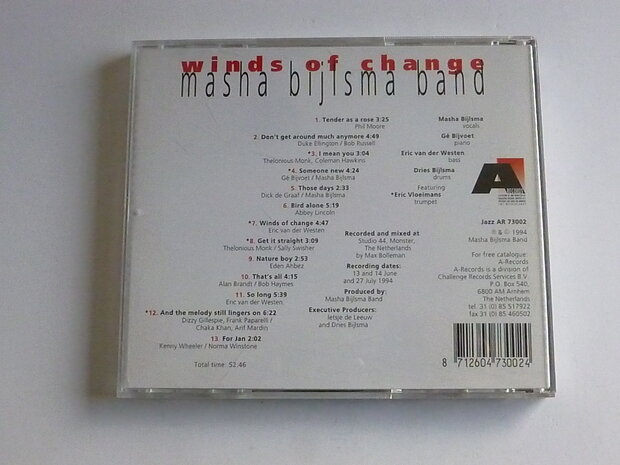 winds of change
masha bijlsma band
1. Tender as a rose 3:25
Phil Moore
2. Don't get around much anymore 4:49
Duke Ellington / Bob Russell
*3. I mean you 3:04
Thelonious Monk, Coleman Hawkins
*4. Someone new 4:24
Gé Bijvoet / Masha Bijlsma
5. Those days 2:33
Dick de Graaf / Masha Bijlsma
6. Bird alone 5:19
Abbey Lincoln
*7. Winds of change 4:47
Eric van der Westen
*8. Get it straight 3:09
Thelonious Monk / Sally Swisher
9. Nature boy 2:53
Eden Ahbez
10. That's all 4:15
Alan Brandt / Bob Haymes
11. So long 5:39
Eric van der Westen
*12. And the melody still lingers on 6:22
Dizzy Gillespie, Frank Paparelli /
Chaka Khan, Arif Mardin
13. For Jan 2:02
Kenny Wheeler / Norma Winstone
Total time 52:46
Masha Bijlsma
vocals
Gé Bijvoet
piano
Eric van der Westen
bass
Dries Bijlsma
drums
Featuring
*Eric Vloeimans
trumpet
Recorded and mixed at
Studio 44, Monster,
The Netherlands
by Max Bolleman
Recording dates:
13 and 14 June
and 27 July 1994
Produced by:
Masha Bijlsma Band
Executive Producers:
Ietsje de Leeuw
and Dries Bijlsma
A
RECORDS
Jazz AR 73002
℗ & © 1994
Masha Bijlsma Band
For free catalogue:
A-Records
A-Records is a division of
Challenge Records Services B.V.
P.O. Box 540,
6800 AM Arnhem
The Netherlands
tel. 31 (0) 85 517922
fax 31 (0) 85 460502
8 712604 730024